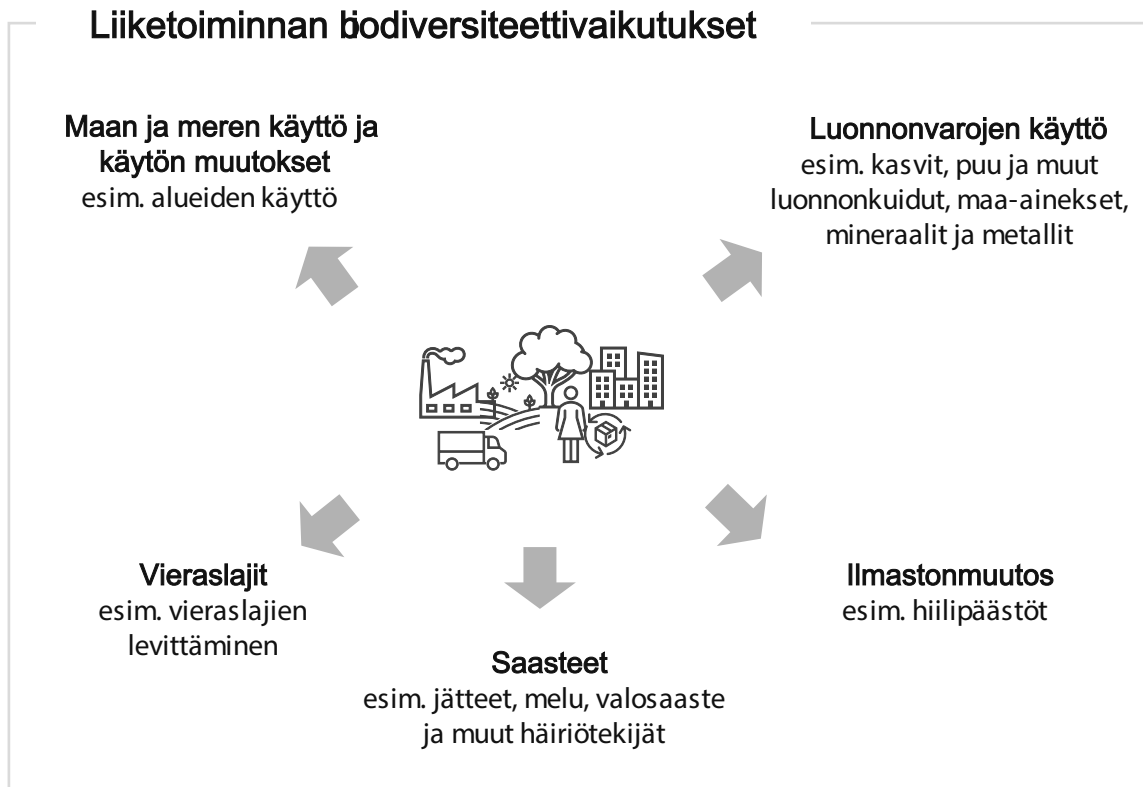 Liiketoiminnan biodiversiteettivaikutukset
Maan ja meren käyttö ja
käytön muutokset
esim. alueiden käyttö
Luonnonvarojen käyttö
esim. kasvit, puu ja muut
luonnonkuidut, maa-ainekset,
mineraalit ja metallit
Vieraslajit
esim. vieraslajien
levittäminen
Saasteet
esim. jätteet, melu, valosaaste
ja muut häiriötekijät
Ilmastonmuutos
esim. hiilipäästöt